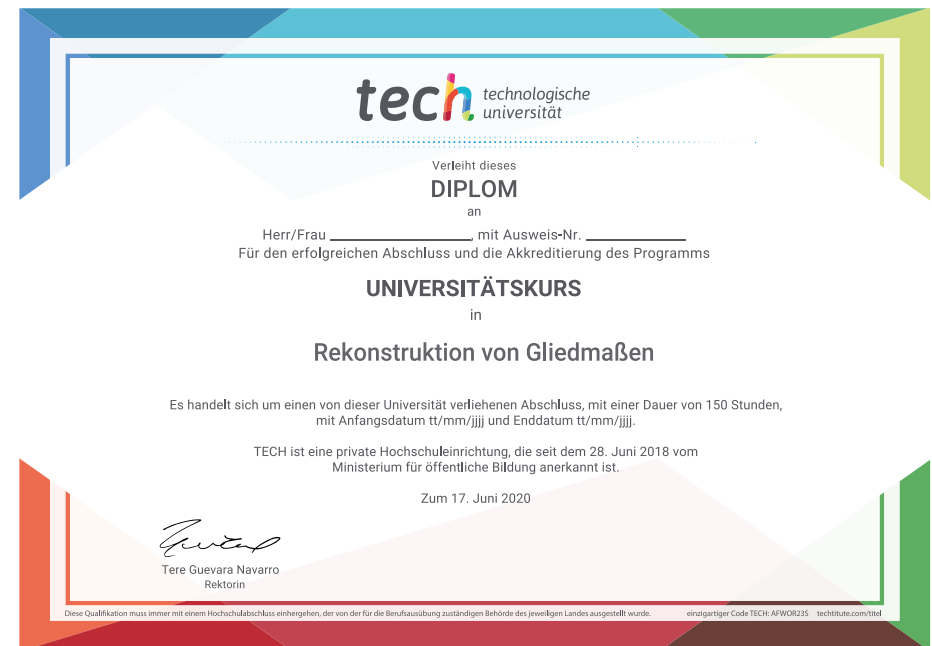 tech technologische
universität
Verleiht dieses
DIPLOM
an
Herr/Frau ____________________, mit Ausweis-Nr. ______________
Für den erfolgreichen Abschluss und die Akkreditierung des Programms
UNIVERSITÄTSKURS
in
Rekonstruktion von Gliedmaßen
Es handelt sich um einen von dieser Universität verliehenen Abschluss, mit einer Dauer von 150 Stunden,
mit Anfangsdatum tt/mm/jjjj und Enddatum tt/mm/jjjj.
TECH ist eine private Hochschuleinrichtung, die seit dem 28. Juni 2018 vom
Ministerium für öffentliche Bildung anerkannt ist.
Zum 17. Juni 2020
Tere Guevara Navarro
Rektorin
Diese Qualifikation muss immer mit einem Hochschulabschluss einhergehen, der von der für die Berufsausübung zuständigen Behörde des jeweiligen Landes ausgestellt wurde. einzigartiger Code TECH: AFWOR23S techtitute.com/titel